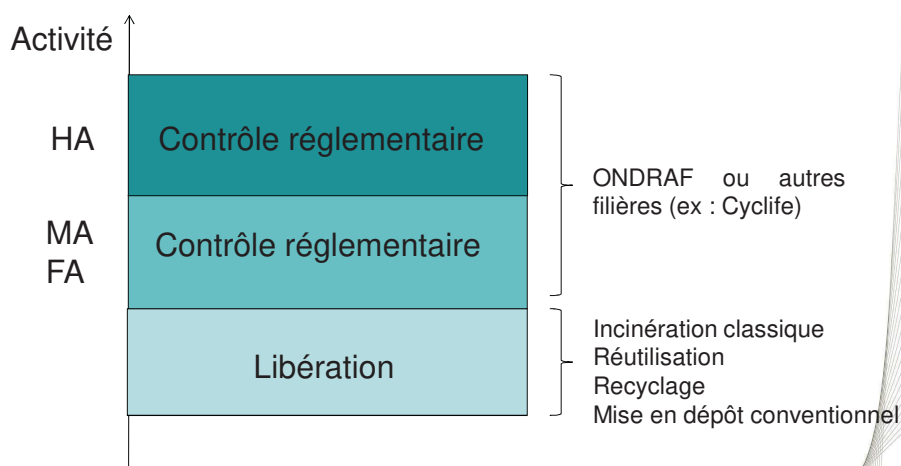 Activité
HA
Contrôle réglementaire
ONDRAF ou autres
filières (ex : Cyclife)
MA
FA
Contrôle réglementaire
Libération
Incinération classique
Réutilisation
Recyclage
Mise en dépôt conventionnel